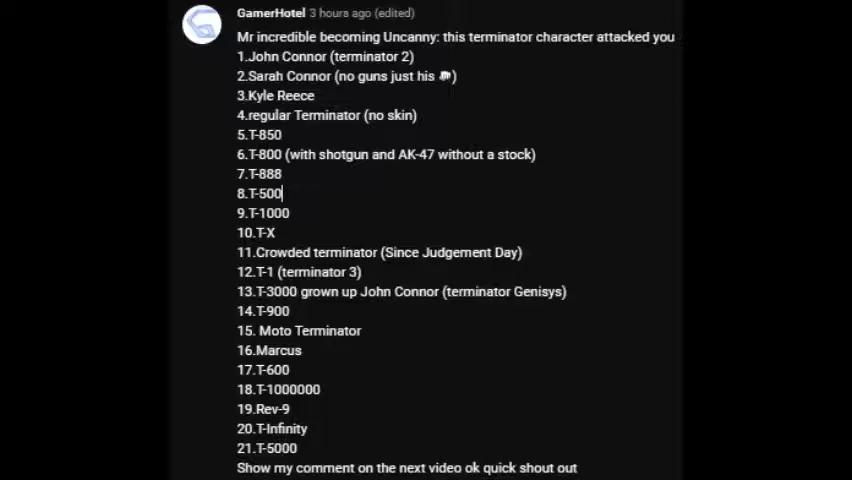 GamerHotel 3 hours ago (edited)
Mr incredible becoming Uncanny: this terminator character attacked you
1.John Connor (terminator 2)
2.Sarah Connor (no guns just his 👊)
3.Kyle Reece
4.regular Terminator (no skin)
5.T-850
6.T-800 (with shotgun and AK-47 without a stock)
7.T-888
8.T-500
9.T-1000
10.T-X
11.Crowded terminator (Since Judgement Day)
12.T-1 (terminator 3)
13.T-3000 grown up John Connor (terminator Genisys)
14.T-900
15. Moto Terminator
16.Marcus
17.T-600
18.T-1000000
19.Rev-9
20.T-Infinity
21.T-5000
Show my comment on the next video ok quick shout out